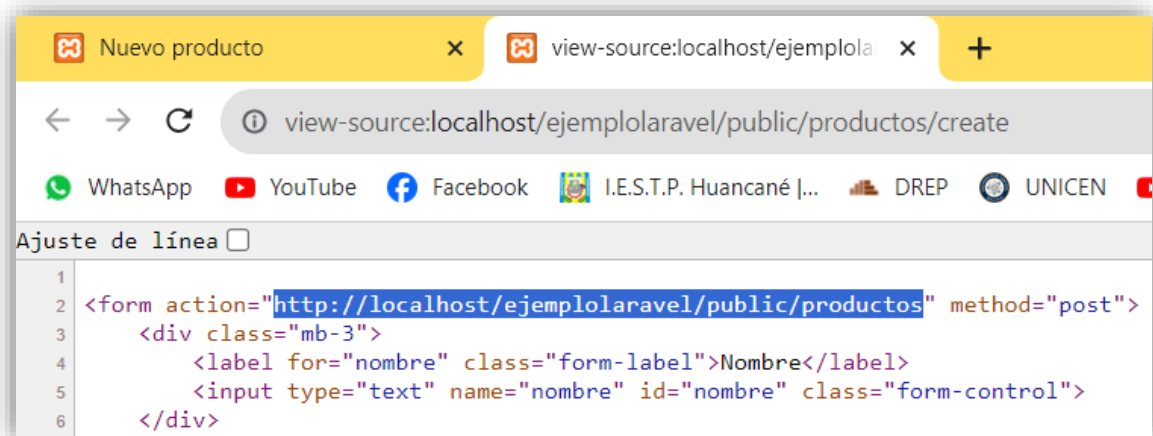 Nuevo producto
view-source:localhost/ejemplola
view-source:localhost/ejemplolaravel/public/productos/create
WhatsApp YouTube Facebook I.E.S.T.P. Huancané |... DREP UNICEN
Ajuste de línea
1
2 <form action="http://localhost/ejemplolaravel/public/productos" method="post">
3 <div class="mb-3">
4 <label for="nombre" class="form-label">Nombre</label>
5 <input type="text" name="nombre" id="nombre" class="form-control">
6 </div>